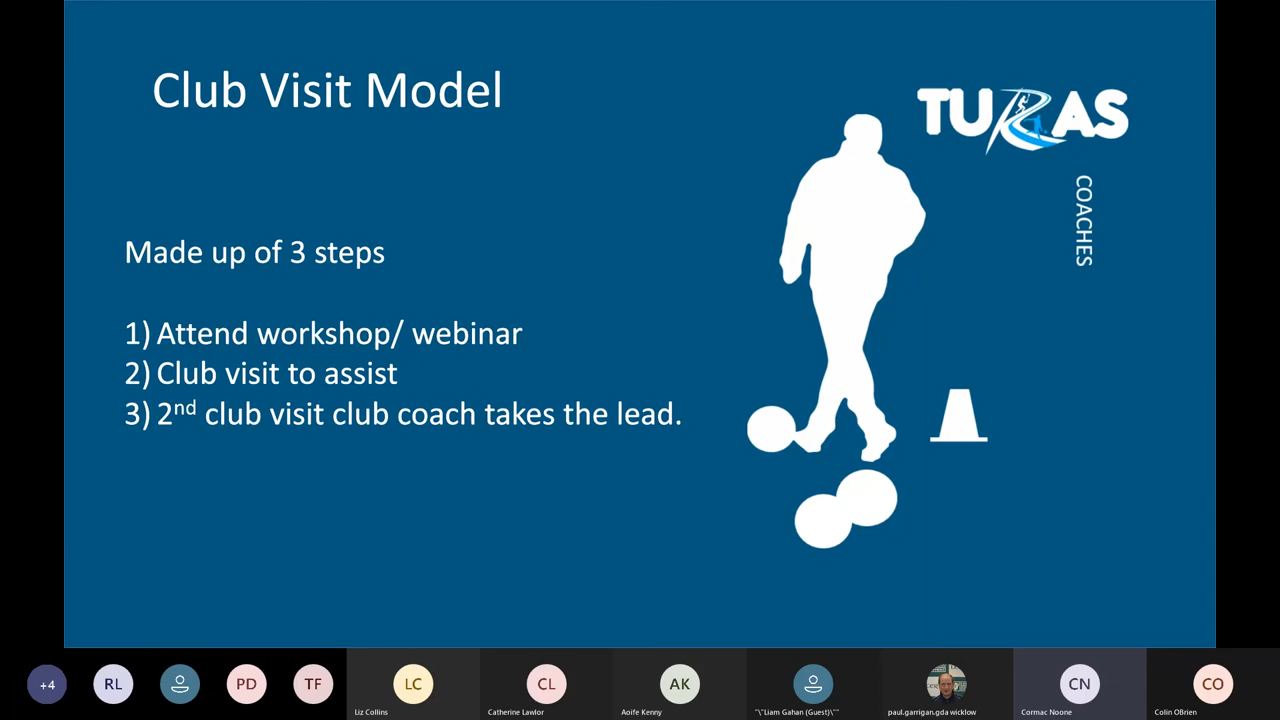 Club Visit Model
TURAS
COACHES
Made up of 3 steps
1) Attend workshop/ webinar
2) Club visit to assist
3) 2nd club visit club coach takes the lead.
+4
RL
PD
TF
LC
CL
AK
CN
CO
Liz Collins
Catherine Lawlor
Aoife Kenny
"\"Liam Gahan (Guest)\""
paul.garrigan.gda wicklow
Cormac Noone
Colin OBrien